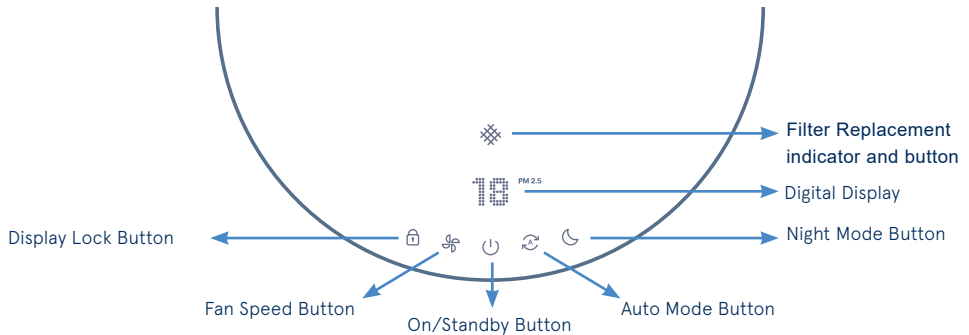 Filter Replacement
indicator and button
18 PM 2.5
Digital Display
Display Lock Button
A
Night Mode Button
Fan Speed Button
Auto Mode Button
On/Standby Button